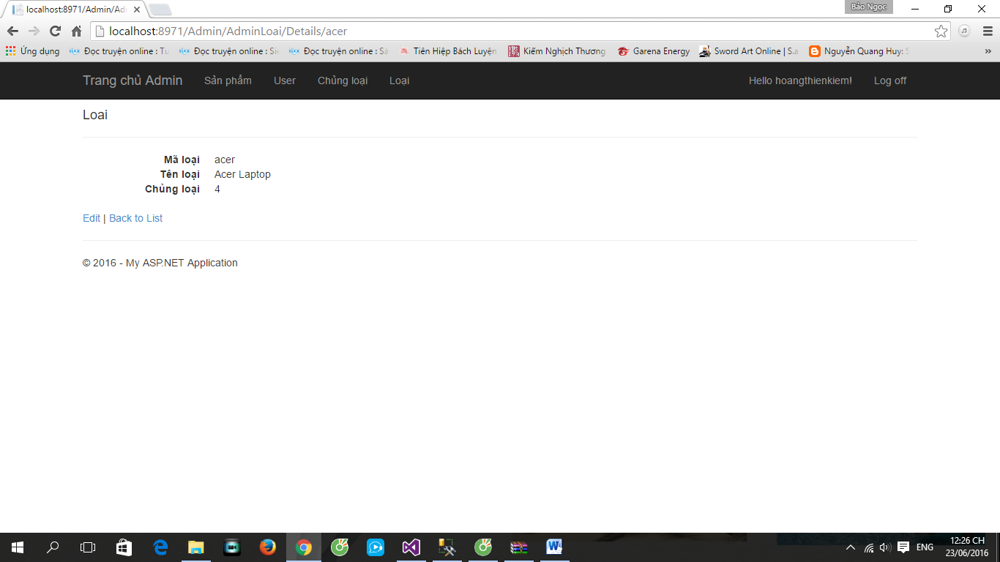 Bảo Ngọc
localhost:8971/Admin/Ad
localhost:8971/Admin/AdminLoai/Details/acer
Ứng dụng Đọc truyện online : Tu Đọc truyện online : Siê Đọc truyện online : Sá Tiên Hiệp Bách Luyện Kiếm Nghịch Thương Garena Energy Sword Art Online | S.a Nguyễn Quang Huy: S »
Trang chủ Admin Sản phẩm User Chủng loại Loại Hello hoangthienkiem! Log off
Loai
Mã loại acer
Tên loại Acer Laptop
Chủng loại 4
Edit | Back to List
© 2016 - My ASP.NET Application
ENG
12:26 CH
23/06/2016